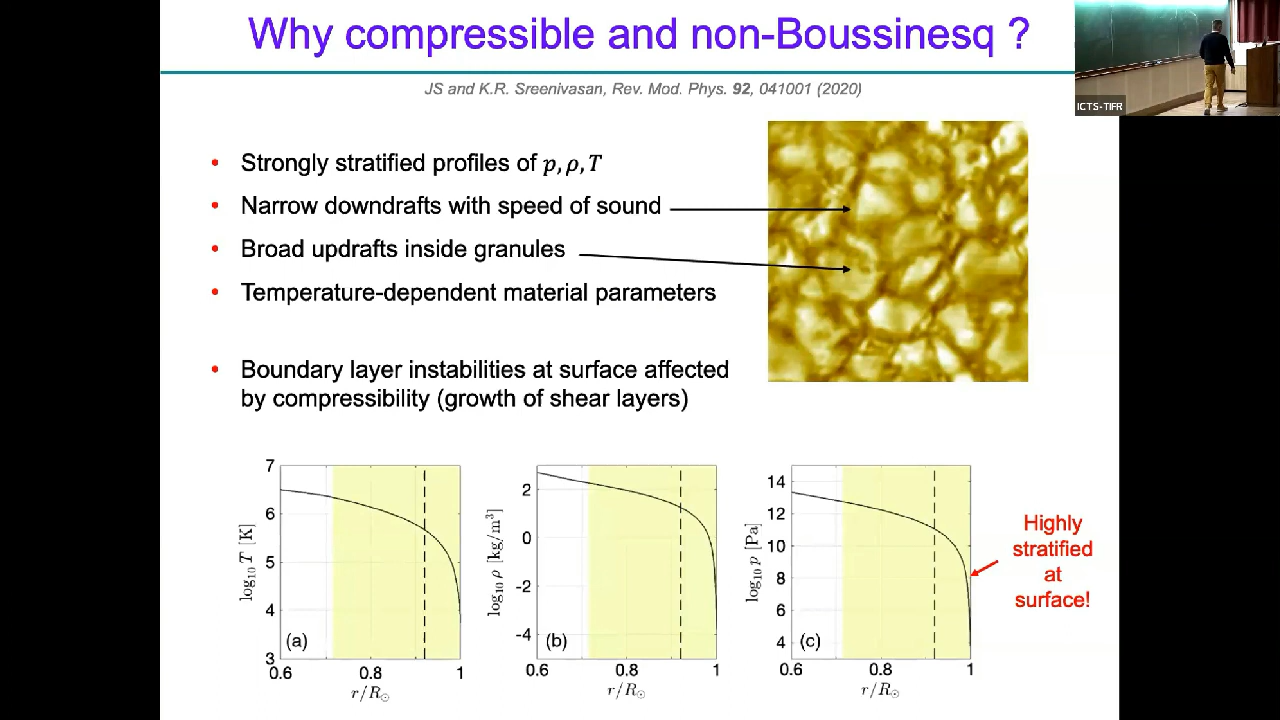 Why compressible and non-Boussinesq ?
JS and K.R. Sreenivasan, Rev. Mod. Phys. 92, 041001 (2020)
ICTS-TIFR
• Strongly stratified profiles of p, ρ, T
• Narrow downdrafts with speed of sound
• Broad updrafts inside granules
• Temperature-dependent material parameters
• Boundary layer instabilities at surface affected
by compressibility (growth of shear layers)
log₁₀ T [K]
7
6
5
4
3
(a)
0.6 0.8 1
r/R☉
log₁₀ ρ [kg/m³]
2
0
-2
-4
(b)
0.6 0.8 1
r/R☉
log₁₀ p [Pa]
14
12
10
8
6
4
(c)
0.6 0.8 1
r/R☉
Highly
stratified
at
surface!